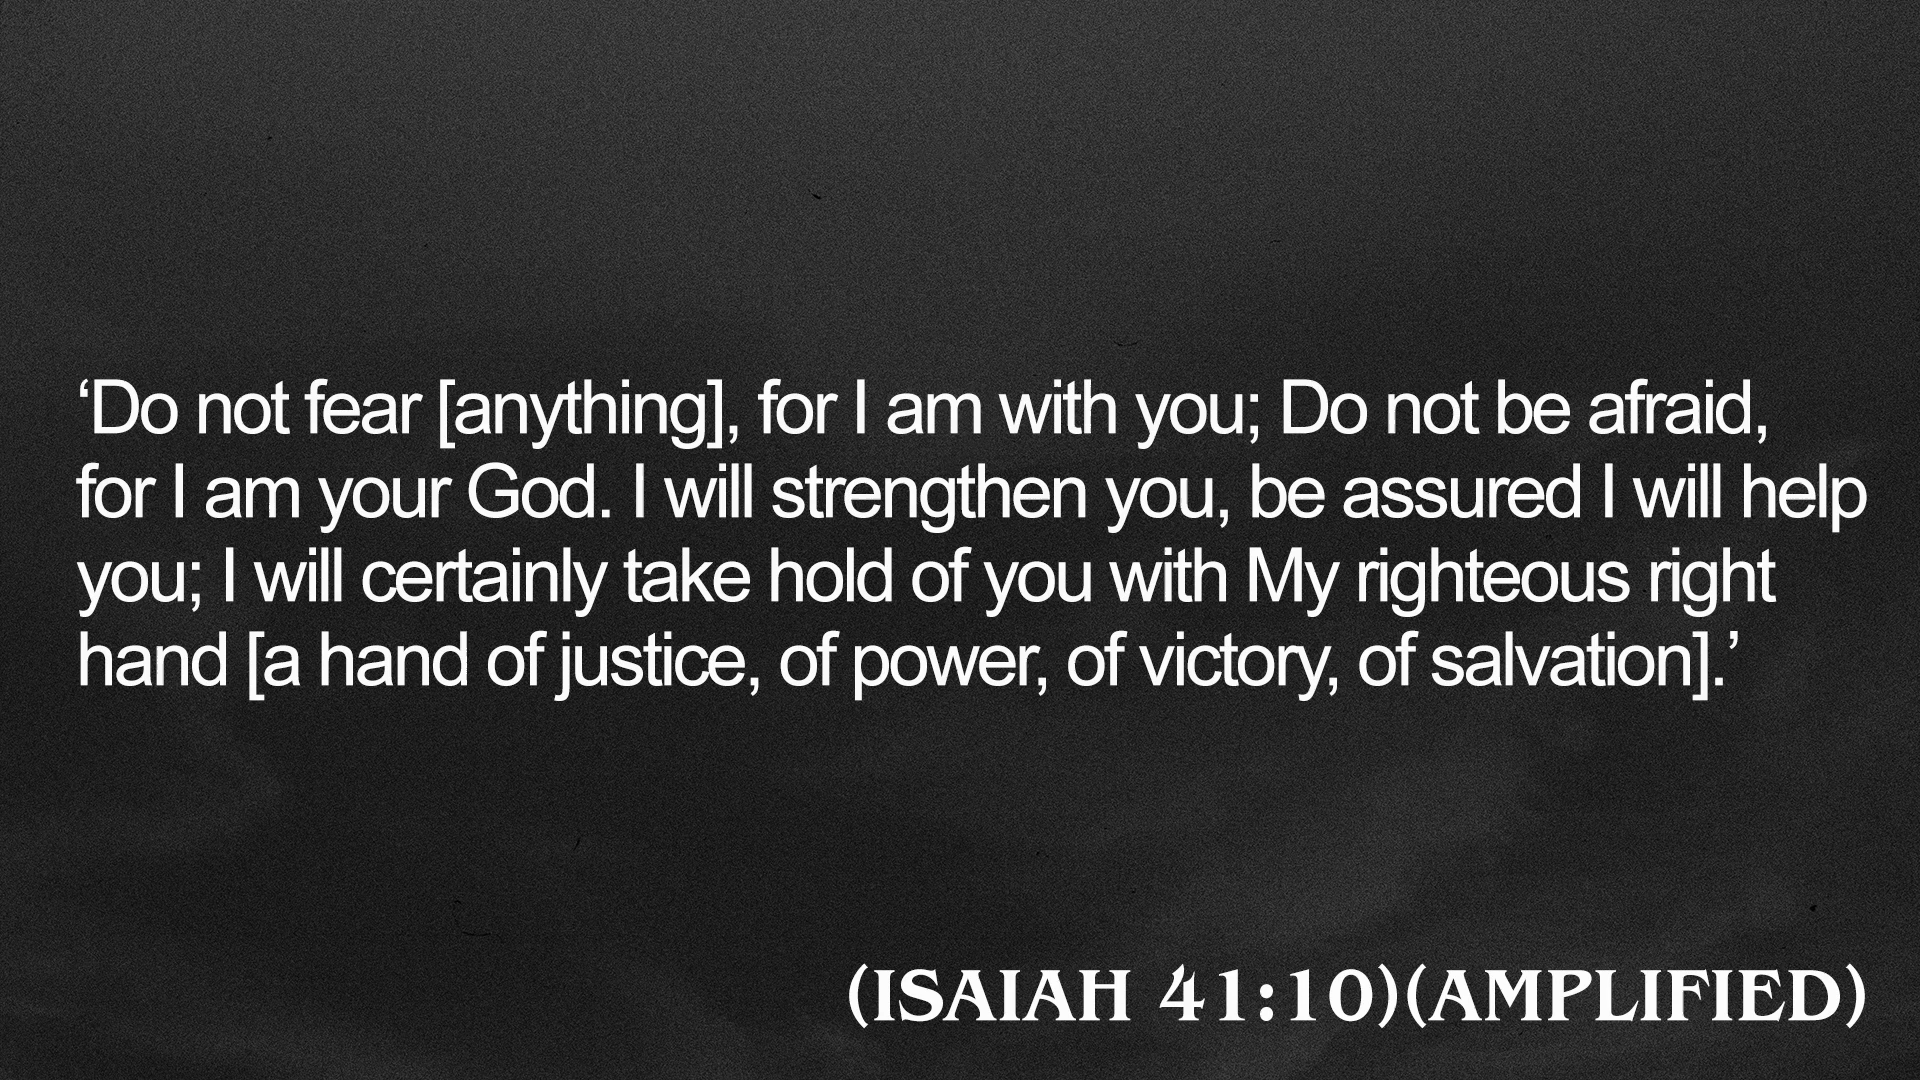 ‘Do not fear [anything], for I am with you; Do not be afraid,
for I am your God. I will strengthen you, be assured I will help
you; I will certainly take hold of you with My righteous right
hand [a hand of justice, of power, of victory, of salvation].’
(ISAIAH 41:10)(AMPLIFIED)